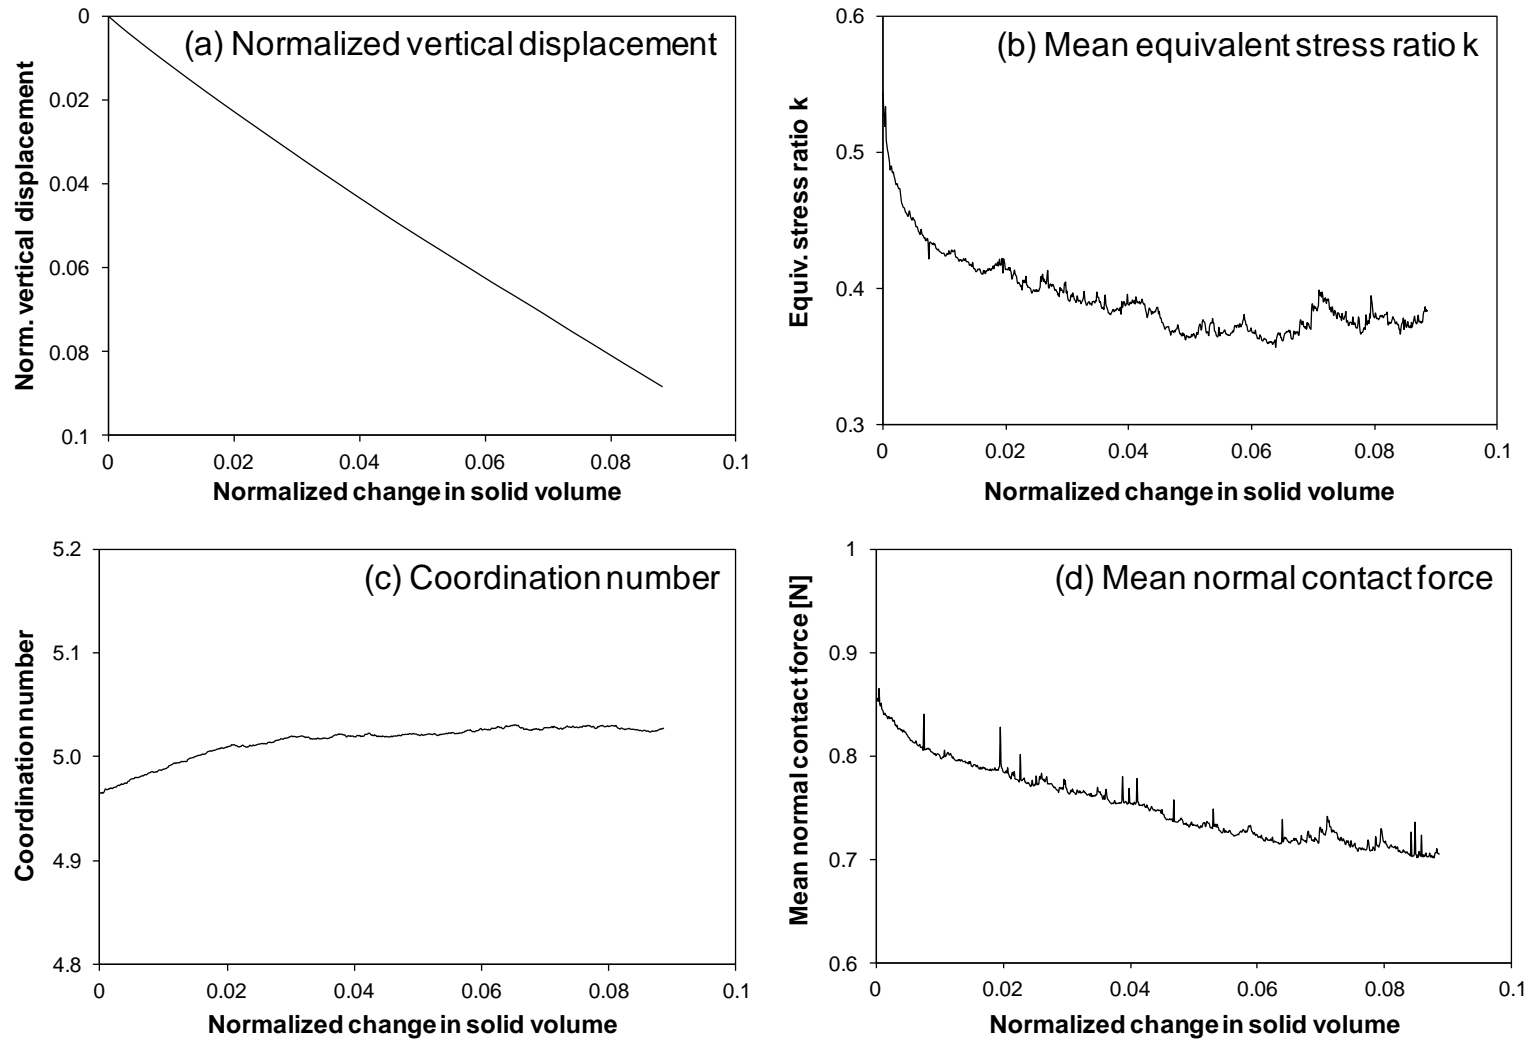 (a) Normalized vertical displacement
Norm. vertical displacement
0
0.02
0.04
0.06
0.08
0.1
0 0.02 0.04 0.06 0.08 0.1
Normalized change in solid volume
(b) Mean equivalent stress ratio k
Equiv. stress ratio k
0.6
0.5
0.4
0.3
0 0.02 0.04 0.06 0.08 0.1
Normalized change in solid volume
(c) Coordination number
Coordination number
5.2
5.1
5.0
4.9
4.8
0 0.02 0.04 0.06 0.08 0.1
Normalized change in solid volume
(d) Mean normal contact force
Mean normal contact force [N]
1
0.9
0.8
0.7
0.6
0 0.02 0.04 0.06 0.08 0.1
Normalized change in solid volume